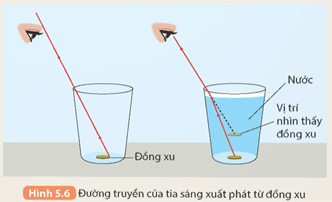 Nước
Vị trí
nhìn thấy
đồng xu
Đồng xu
Hình 5.6 Đường truyền của tia sáng xuất phát từ đồng xu